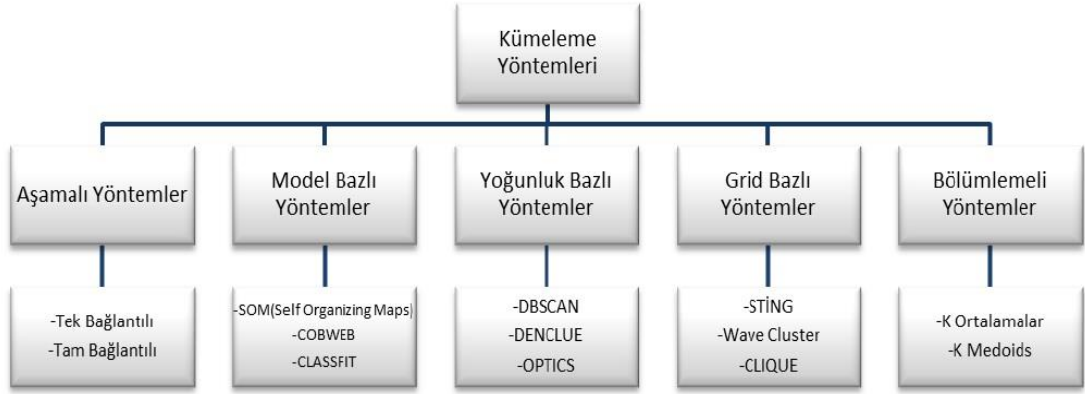 Kümeleme
Yöntemleri
Aşamalı Yöntemler
Model Bazlı
Yöntemler
Yoğunluk Bazlı
Yöntemler
Grid Bazlı
Yöntemler
Bölümlemeli
Yöntemler
-Tek Bağlantılı
-Tam Bağlantılı
-SOM(Self Organizing Maps)
-COBWEB
-CLASSFIT
-DBSCAN
-DENCLUE
-OPTICS
-STİNG
-Wave Cluster
-CLIQUE
-K Ortalamalar
-K Medoids